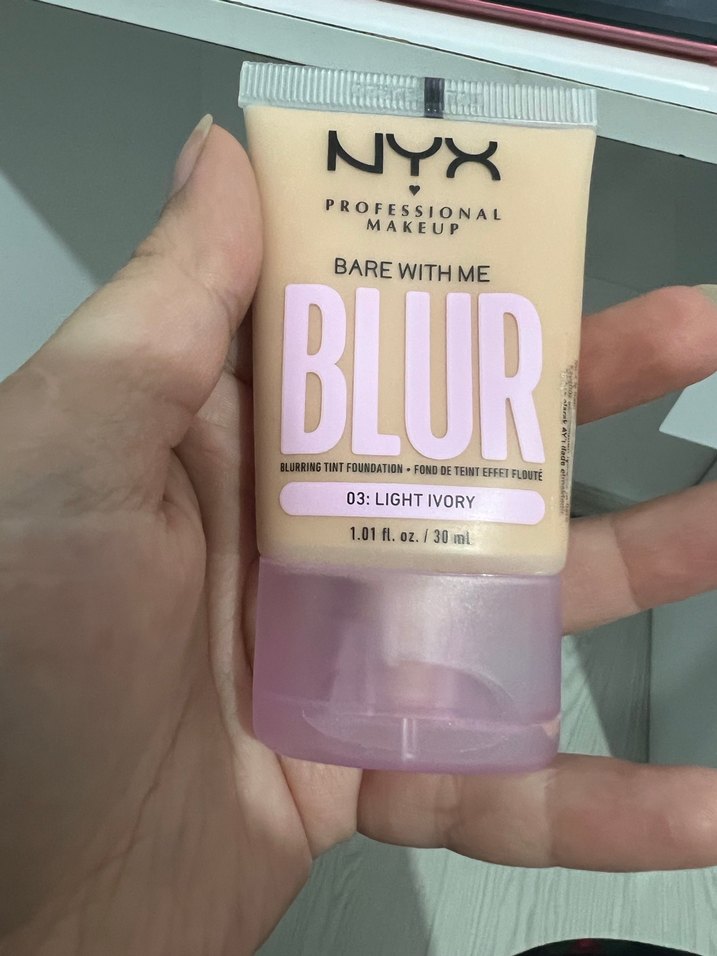 NYX
PROFESSIONAL
MAKEUP
BARE WITH ME
BLUR
BLURRING TINT FOUNDATION • FOND DE TEINT EFFET FLOUTÉ
03: LIGHT IVORY
1.01 fl. oz. / 30 ml